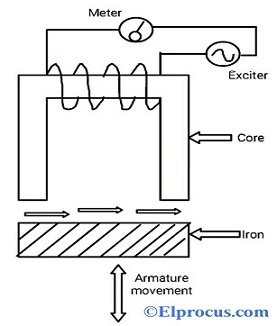 Meter
Exciter
Core
Iron
Armature
movement
©Elprocus.com